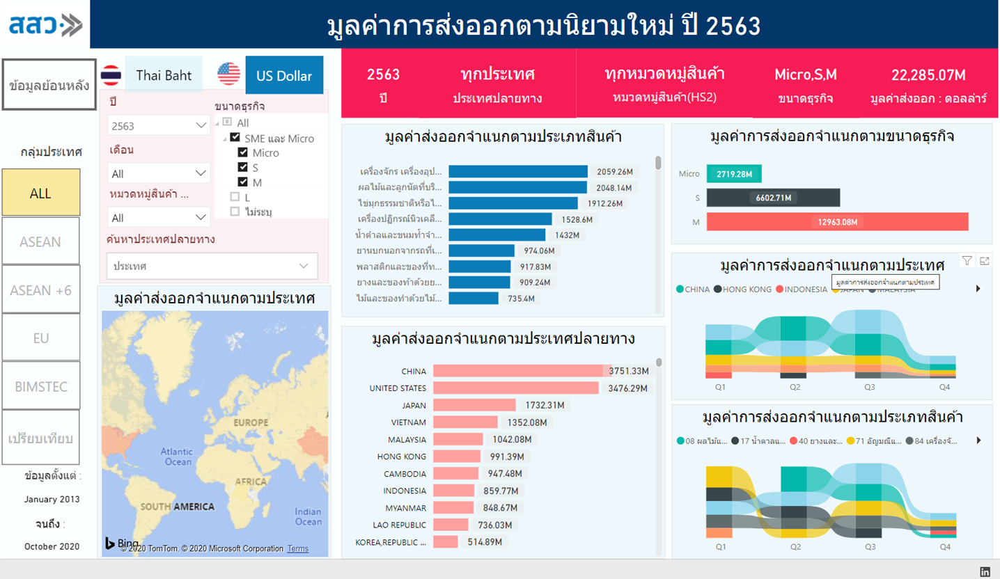 สสว
มูลค่าการส่งออกตามนิยามใหม่ ปี 2563
ข้อมูลย้อนหลัง
Thai Baht
US Dollar
2563
ปี
ทุกประเทศ
ประเทศปลายทาง
ทุกหมวดหมู่สินค้า
หมวดหมู่สินค้า(HS2)
Micro,S,M
ขนาดธุรกิจ
22,285.07M
มูลค่าส่งออก : ดอลล่าร์
ปี
2563
เดือน
All
หมวดหมู่สินค้า ...
All
ค้นหาประเทศปลายทาง
ประเทศ
ขนาดธุรกิจ
All
SME และ Micro
Micro
S
M
L
ไม่ระบุ
กลุ่มประเทศ
ALL
ASEAN
ASEAN +6
EU
BIMSTEC
เปรียบเทียบ
ข้อมูลตั้งแต่ :
January 2013
จนถึง :
October 2020
มูลค่าส่งออกจำแนกตามประเทศ
EUROPE
Atlantic
Ocean
AFRICA
SOUTH AMERICA
Indian
Ocean
Bing
© 2020 TomTom, © 2020 Microsoft Corporation Terms
มูลค่าส่งออกจำแนกตามประเภทสินค้า
เครื่องจักร เครื่องอุป... 2059.26M
ผลไม้และลูกนัตที่บริ... 2048.14M
ไข่มุกธรรมชาติหรือไ... 1912.26M
เครื่องปฏิกรณ์นิวเคลี... 1528.6M
น้ำตาลและขนมทำจา... 1432M
ยานบกนอกจากรถที่เ... 974.06M
พลาสติกและของที่ท... 917.83M
ยางและของทำด้วยย... 909.24M
ไม้และของทำด้วยไม้... 735.4M
มูลค่าส่งออกจำแนกตามประเทศปลายทาง
CHINA 3751.33M
UNITED STATES 3476.29M
JAPAN 1732.31M
VIETNAM 1352.08M
MALAYSIA 1042.08M
HONG KONG 991.39M
CAMBODIA 947.48M
INDONESIA 859.77M
MYANMAR 848.67M
LAO REPUBLIC 736.03M
KOREA,REPUBLIC ... 514.89M
มูลค่าการส่งออกจำแนกตามขนาดธุรกิจ
Micro 2719.28M
S 6602.71M
M 12963.08M
มูลค่าการส่งออกจำแนกตามประเทศ
มูลค่าการส่งออกจำแนกตามประเทศ
CHINA HONG KONG INDONESIA JAPAN MALAYSIA
Q1 Q2 Q3 Q4
มูลค่าการส่งออกจำแนกตามประเภทสินค้า
08 ผลไม้แ... 17 น้ำตาลแ... 40 ยางและ... 71 อัญมณีแ... 84 เครื่องจั...
Q1 Q2 Q3 Q4
in